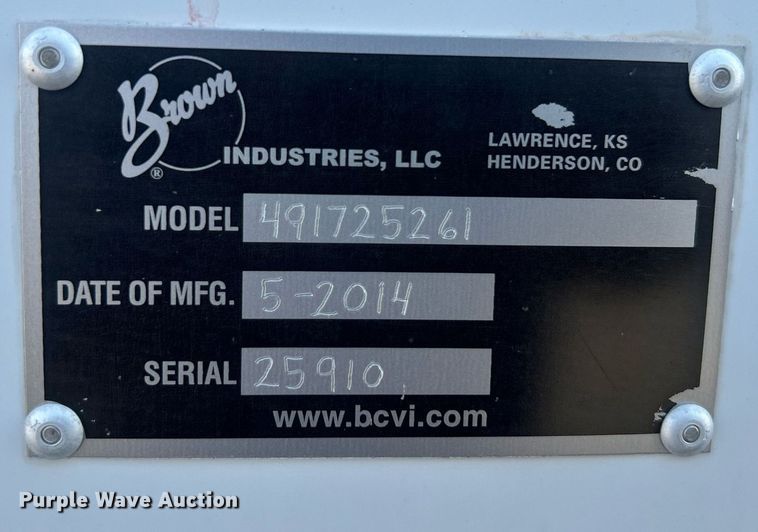 Brown®
INDUSTRIES, LLC
LAWRENCE, KS
HENDERSON, CO
MODEL 491725261
DATE OF MFG. 5-2014
SERIAL 25910
www.bcvi.com
Purple Wave Auction